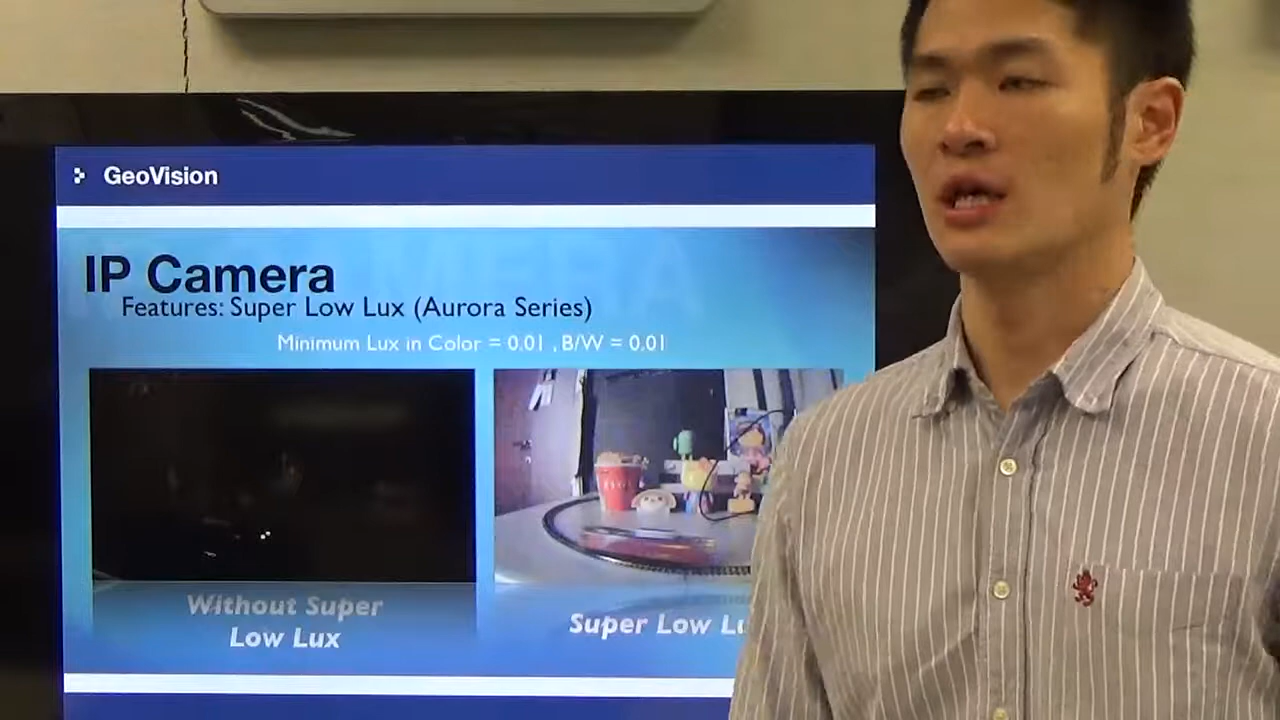 GeoVision
IP Camera
Features: Super Low Lux (Aurora Series)
Minimum Lux in Color = 0.01 , B/W = 0.01
Without Super
Low Lux
Super Low